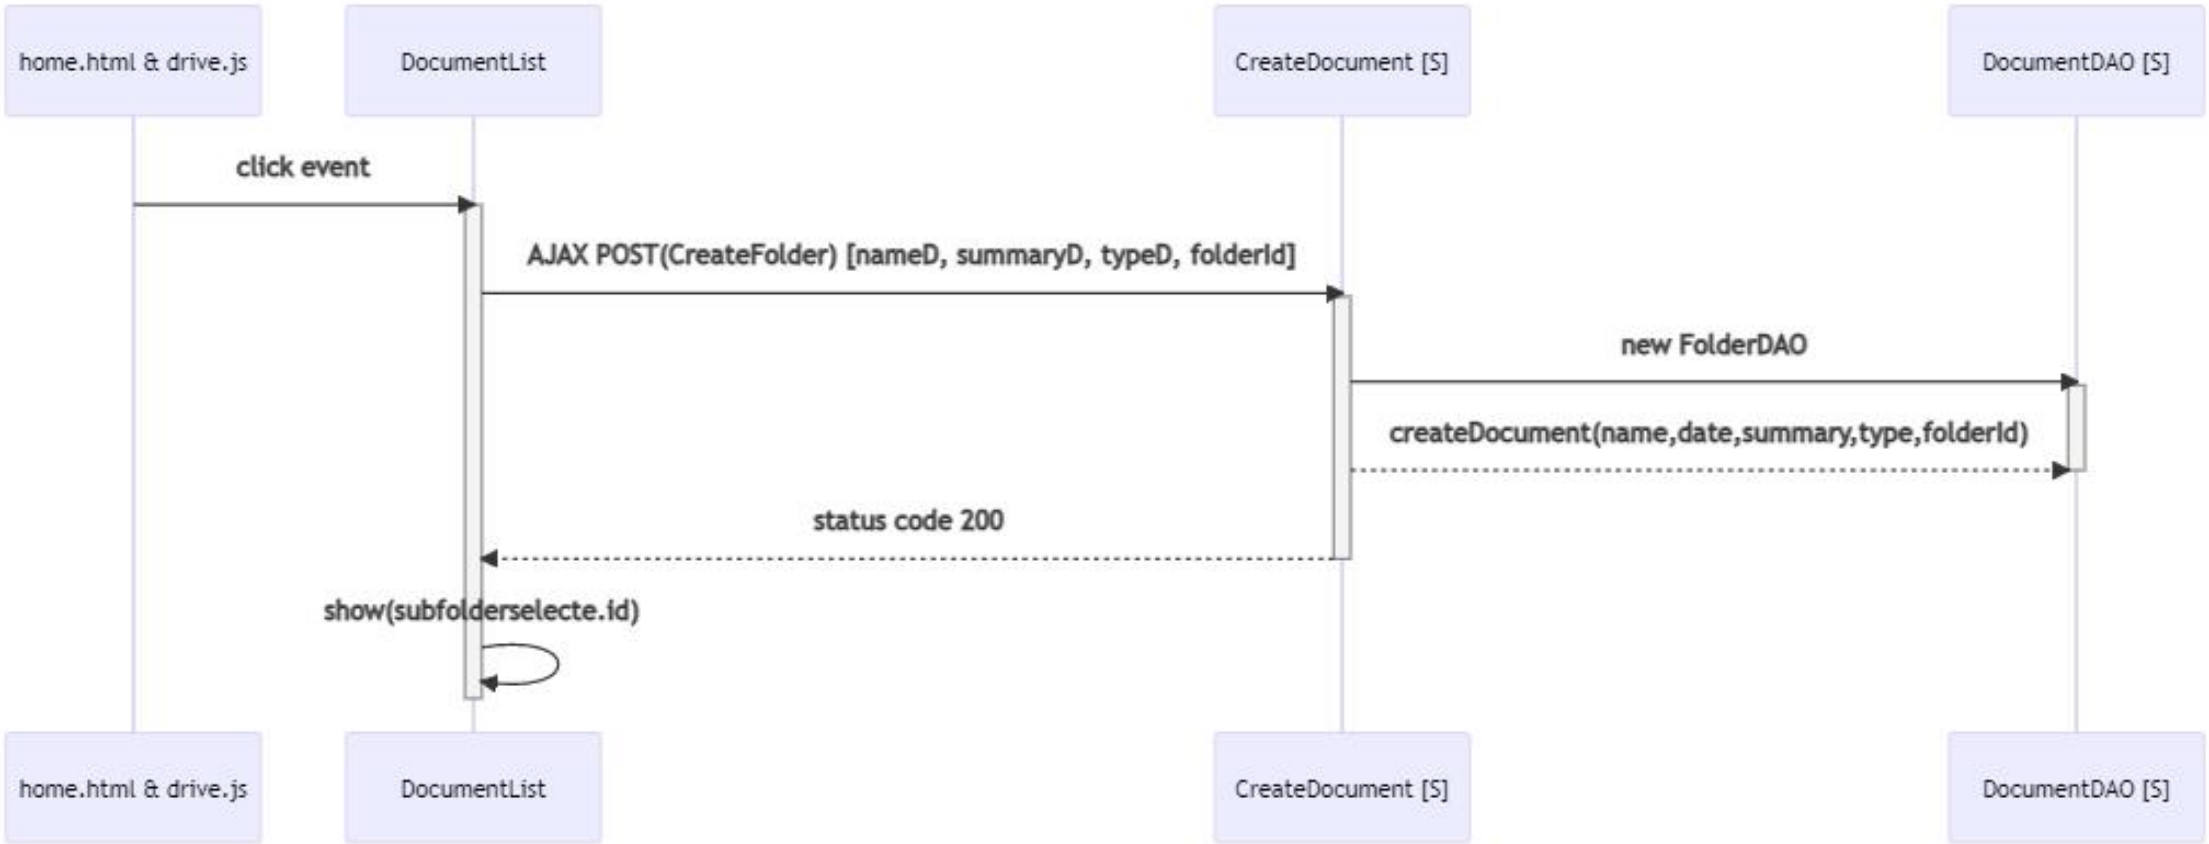 home.html & drive.js
DocumentList
CreateDocument [S]
DocumentDAO [S]
click event
AJAX POST(CreateFolder) [nameD, summaryD, typeD, folderId]
new FolderDAO
createDocument(name,date,summary,type,folderId)
status code 200
show(subfolderselecte.id)
home.html & drive.js
DocumentList
CreateDocument [S]
DocumentDAO [S]